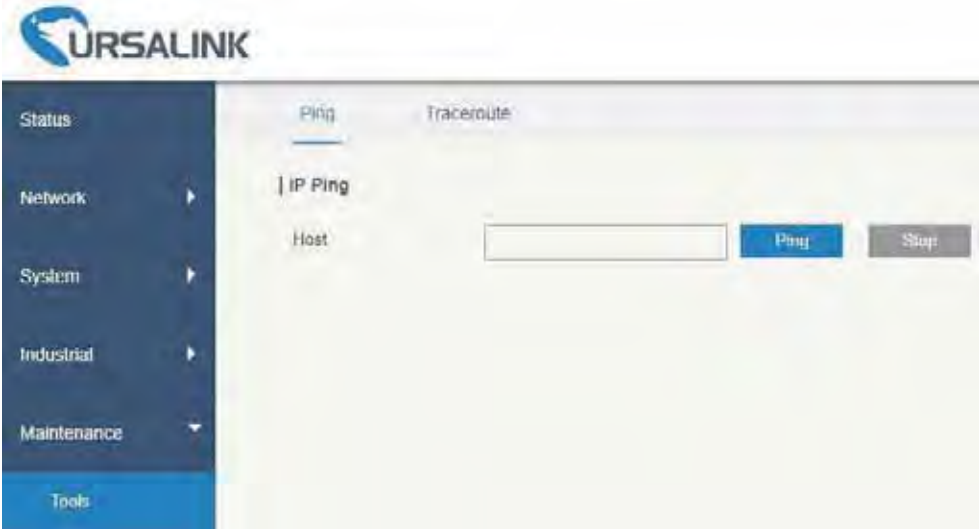 URSALINK
Status
Ping Traceroute
Network
IP Ping
Host Ping Stop
System
Industrial
Maintenance
Tools